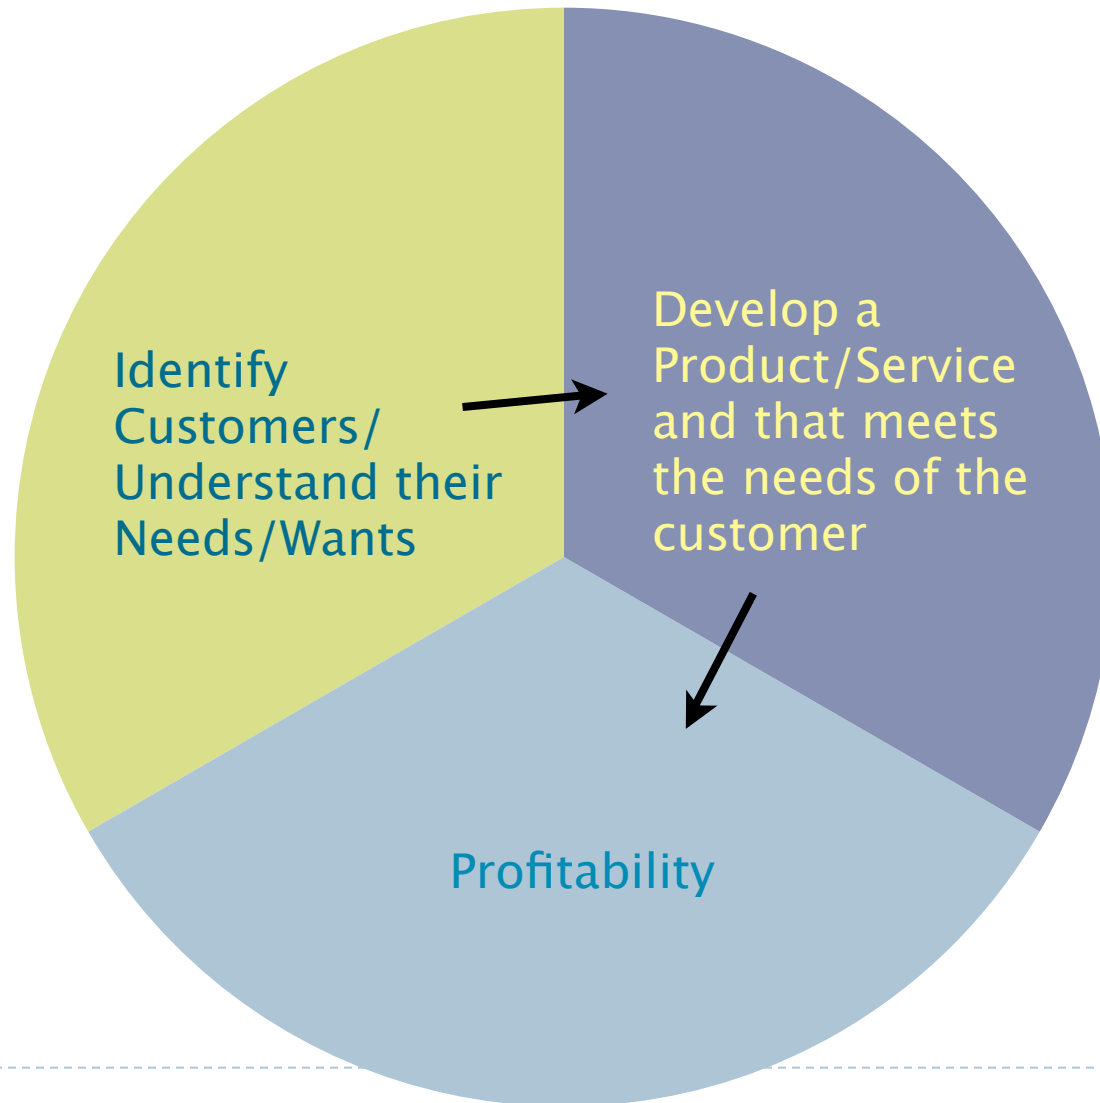 Identify
Customers/
Understand their
Needs/Wants
Develop a
Product/Service
and that meets
the needs of the
customer
Profitability